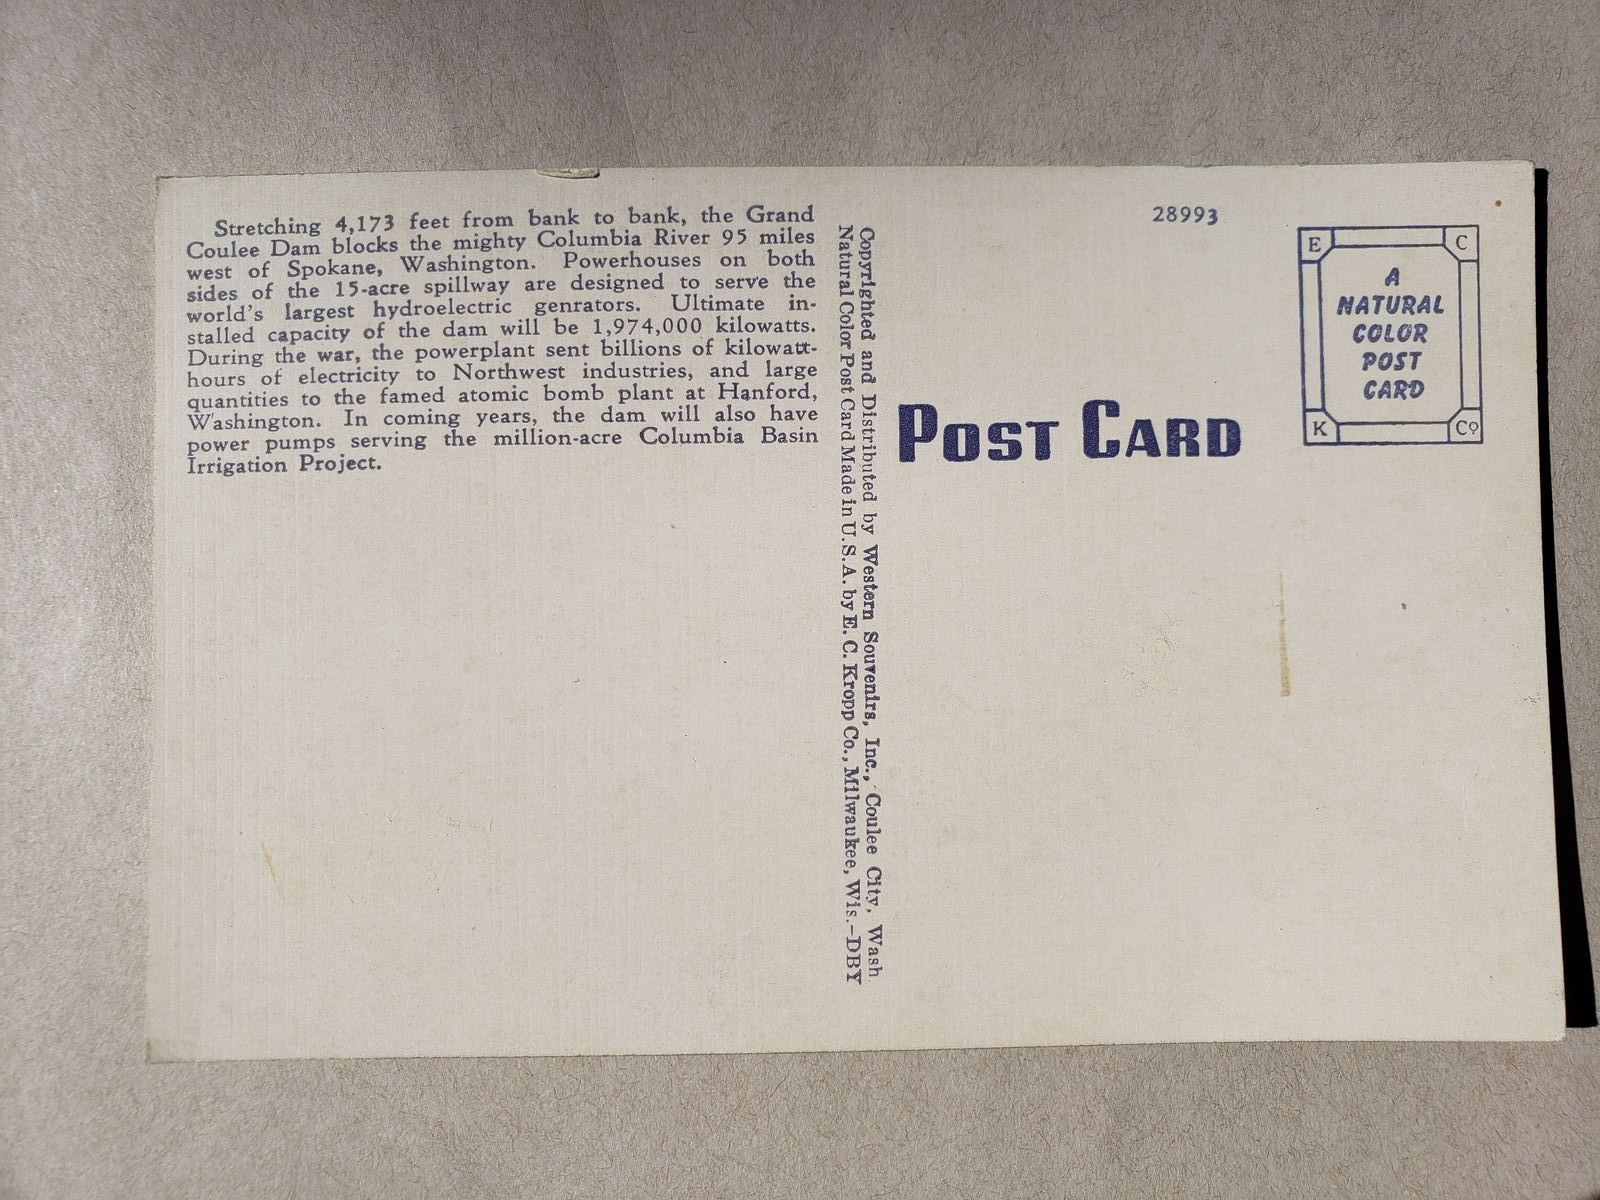 Stretching 4,173 feet from bank to bank, the Grand
Coulee Dam blocks the mighty Columbia River 95 miles
west of Spokane, Washington. Powerhouses on both
sides of the 15-acre spillway are designed to serve the
world's largest hydroelectric genrators. Ultimate in-
stalled capacity of the dam will be 1,974,000 kilowatts.
During the war, the powerplant sent billions of kilowatt-
hours of electricity to Northwest industries, and large
quantities to the famed atomic bomb plant at Hanford,
Washington. In coming years, the dam will also have
power pumps serving the million-acre Columbia Basin
Irrigation Project.
Copyrighted and Distributed by Western Souvenirs, Inc., Coulee City, Wash.
Natural Color Post Card Made in U.S.A. by E. C. Kropp Co., Milwaukee, Wis.-DBY
28993
POST CARD
E C
A
NATURAL
COLOR
POST
CARD
K Co